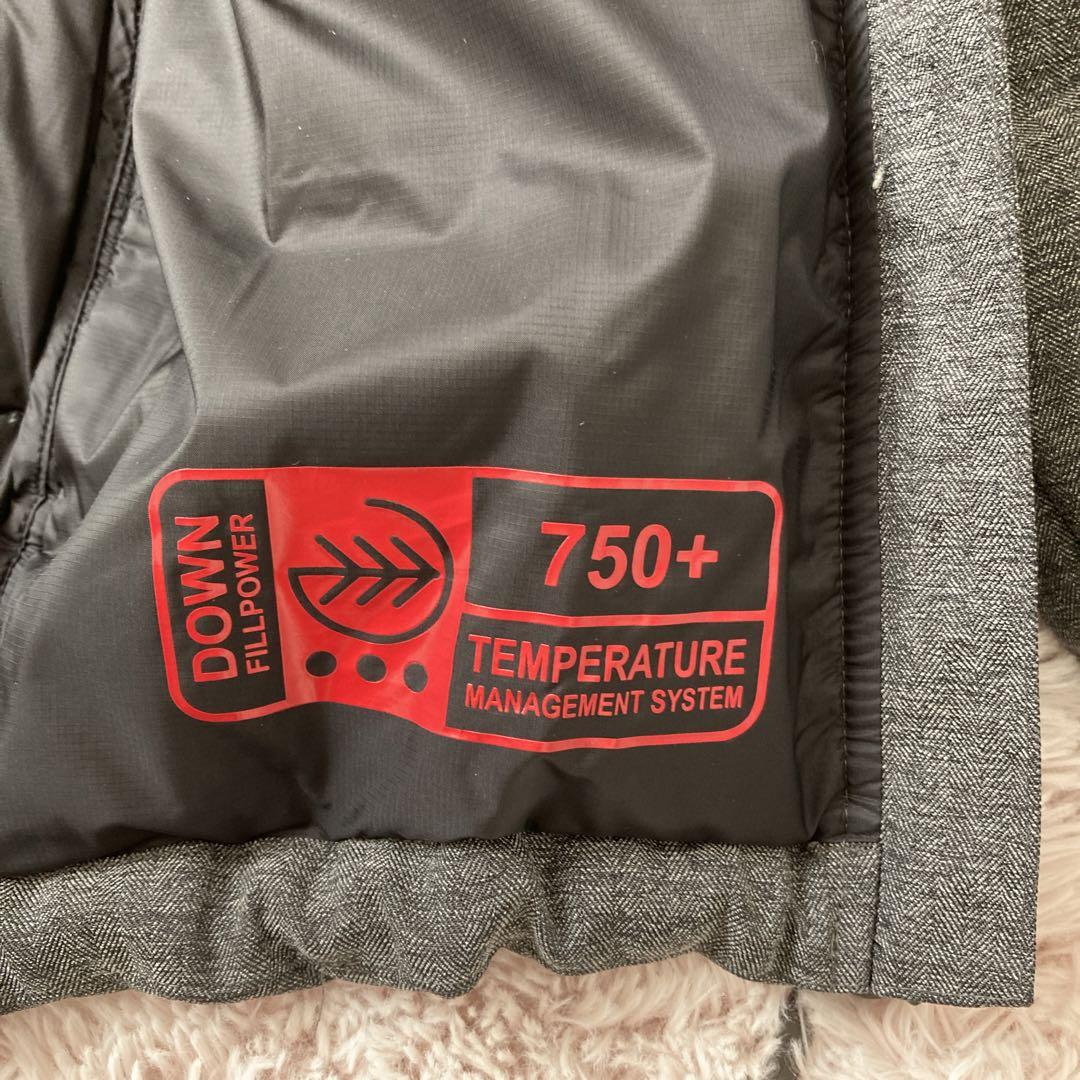 DOWN
FILLPOWER
750+
TEMPERATURE
MANAGEMENT SYSTEM